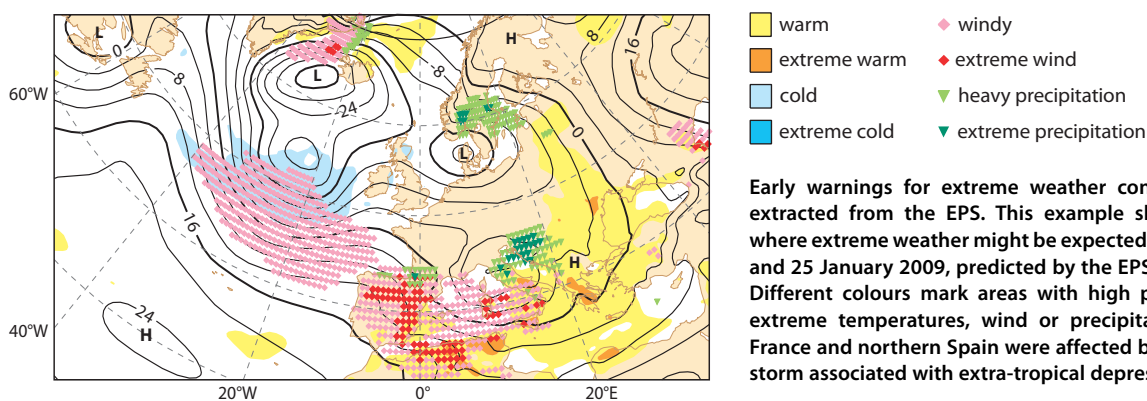 L
0
8
60°W
L
24
8
H
8
16
0
L
0
16
H
24
H
40°W
20°W
0°
20°E
warm
windy
extreme warm
extreme wind
cold
heavy precipitation
extreme cold
extreme precipitation
Early warnings for extreme weather con
extracted from the EPS. This example s
where extreme weather might be expected
and 25 January 2009, predicted by the EPS
Different colours mark areas with high p
extreme temperatures, wind or precipita
France and northern Spain were affected b
storm associated with extra-tropical depre